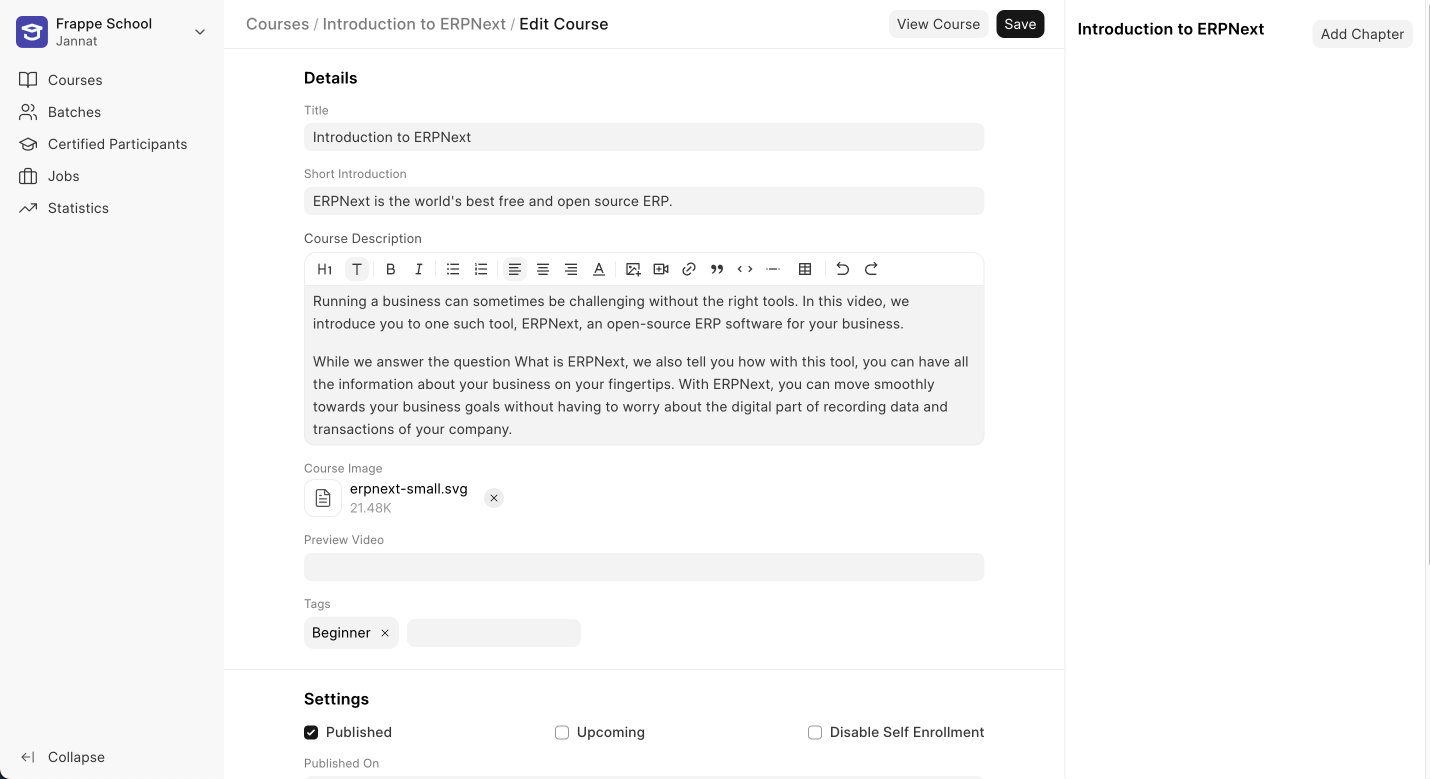 Frappe School
Jannat
Courses
Batches
Certified Participants
Jobs
Statistics
Collapse
Courses / Introduction to ERPNext / Edit Course
View Course
Save
Details
Title
Introduction to ERPNext
Short Introduction
ERPNext is the world's best free and open source ERP.
Course Description
H1 T B I A
Running a business can sometimes be challenging without the right tools. In this video, we
introduce you to one such tool, ERPNext, an open-source ERP software for your business.
While we answer the question What is ERPNext, we also tell you how with this tool, you can have all
the information about your business on your fingertips. With ERPNext, you can move smoothly
towards your business goals without having to worry about the digital part of recording data and
transactions of your company.
Course Image
erpnext-small.svg
21.48K
Preview Video
Tags
Beginner
Settings
Published
Upcoming
Disable Self Enrollment
Published On
Introduction to ERPNext
Add Chapter